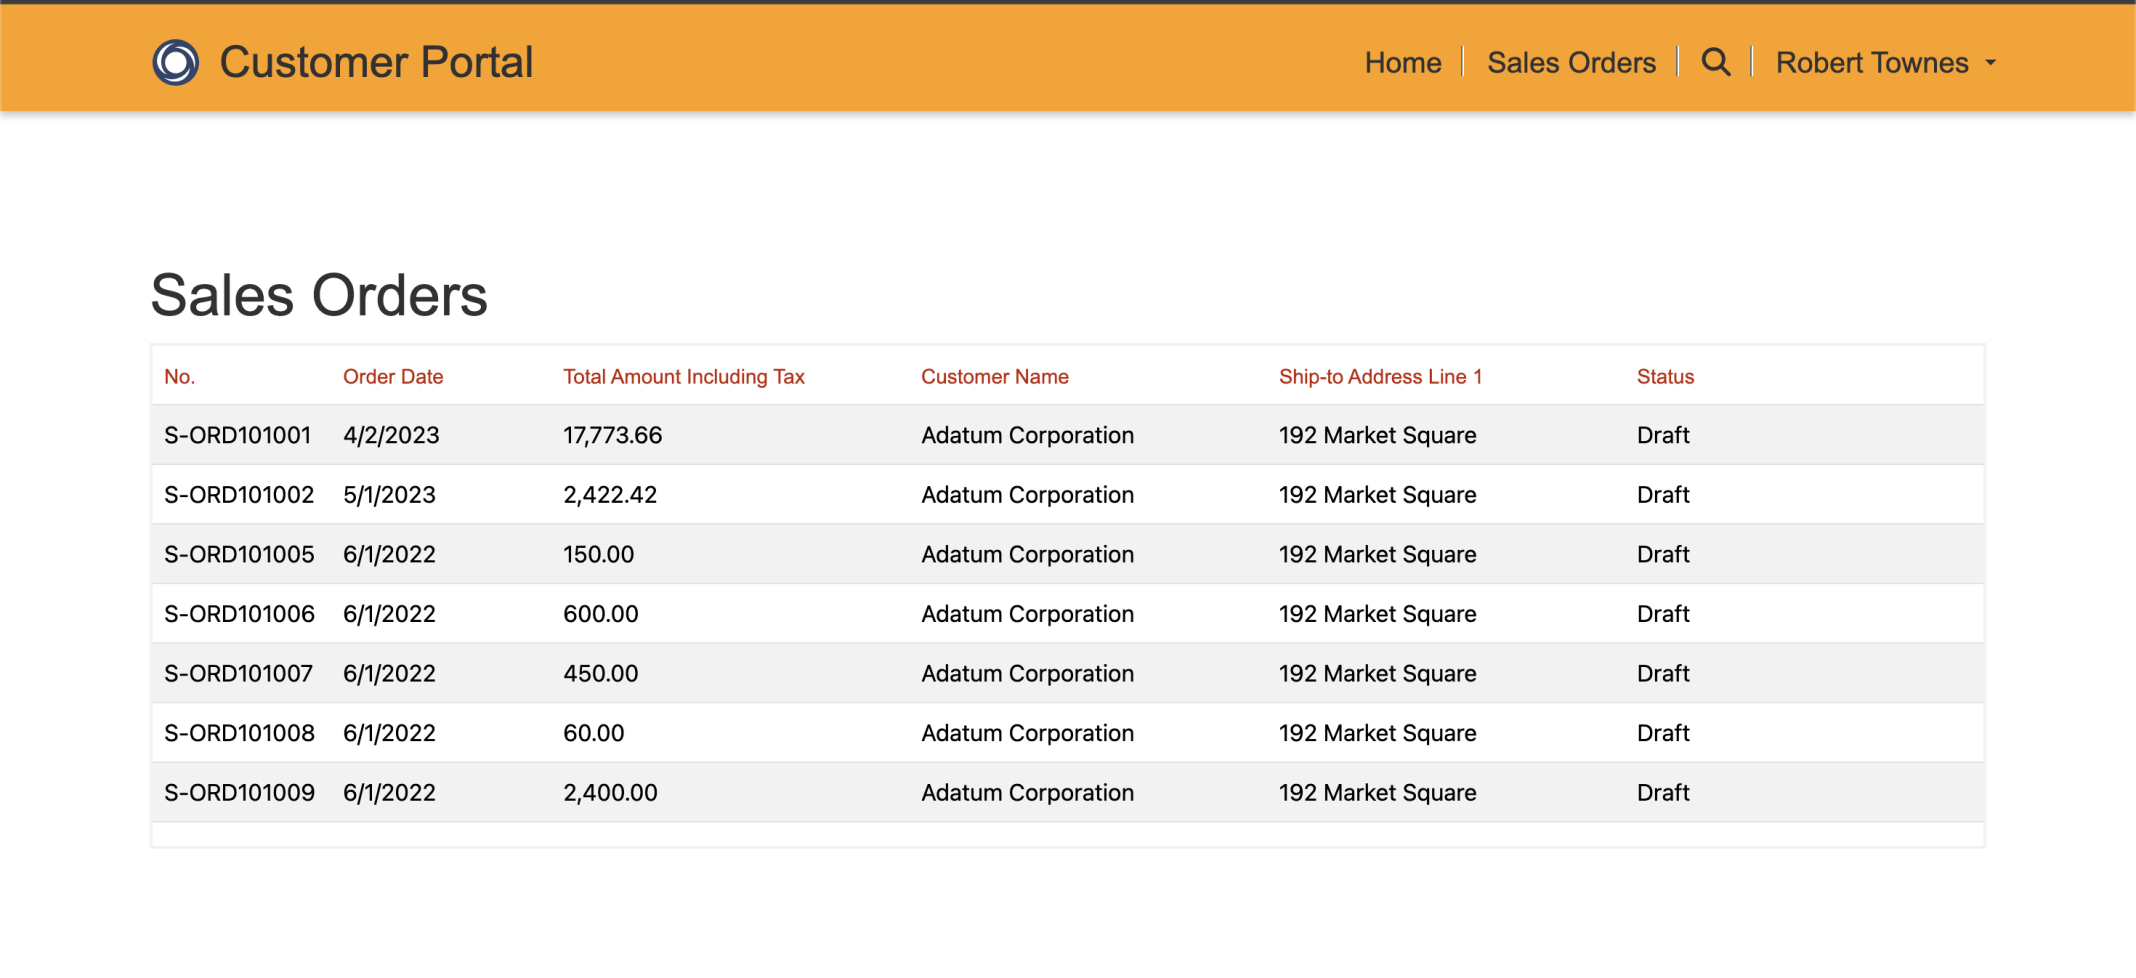 Customer Portal Home Sales Orders Robert Townes
Sales Orders
No. Order Date Total Amount Including Tax Customer Name Ship-to Address Line 1 Status
S-ORD101001 4/2/2023 17,773.66 Adatum Corporation 192 Market Square Draft
S-ORD101002 5/1/2023 2,422.42 Adatum Corporation 192 Market Square Draft
S-ORD101005 6/1/2022 150.00 Adatum Corporation 192 Market Square Draft
S-ORD101006 6/1/2022 600.00 Adatum Corporation 192 Market Square Draft
S-ORD101007 6/1/2022 450.00 Adatum Corporation 192 Market Square Draft
S-ORD101008 6/1/2022 60.00 Adatum Corporation 192 Market Square Draft
S-ORD101009 6/1/2022 2,400.00 Adatum Corporation 192 Market Square Draft